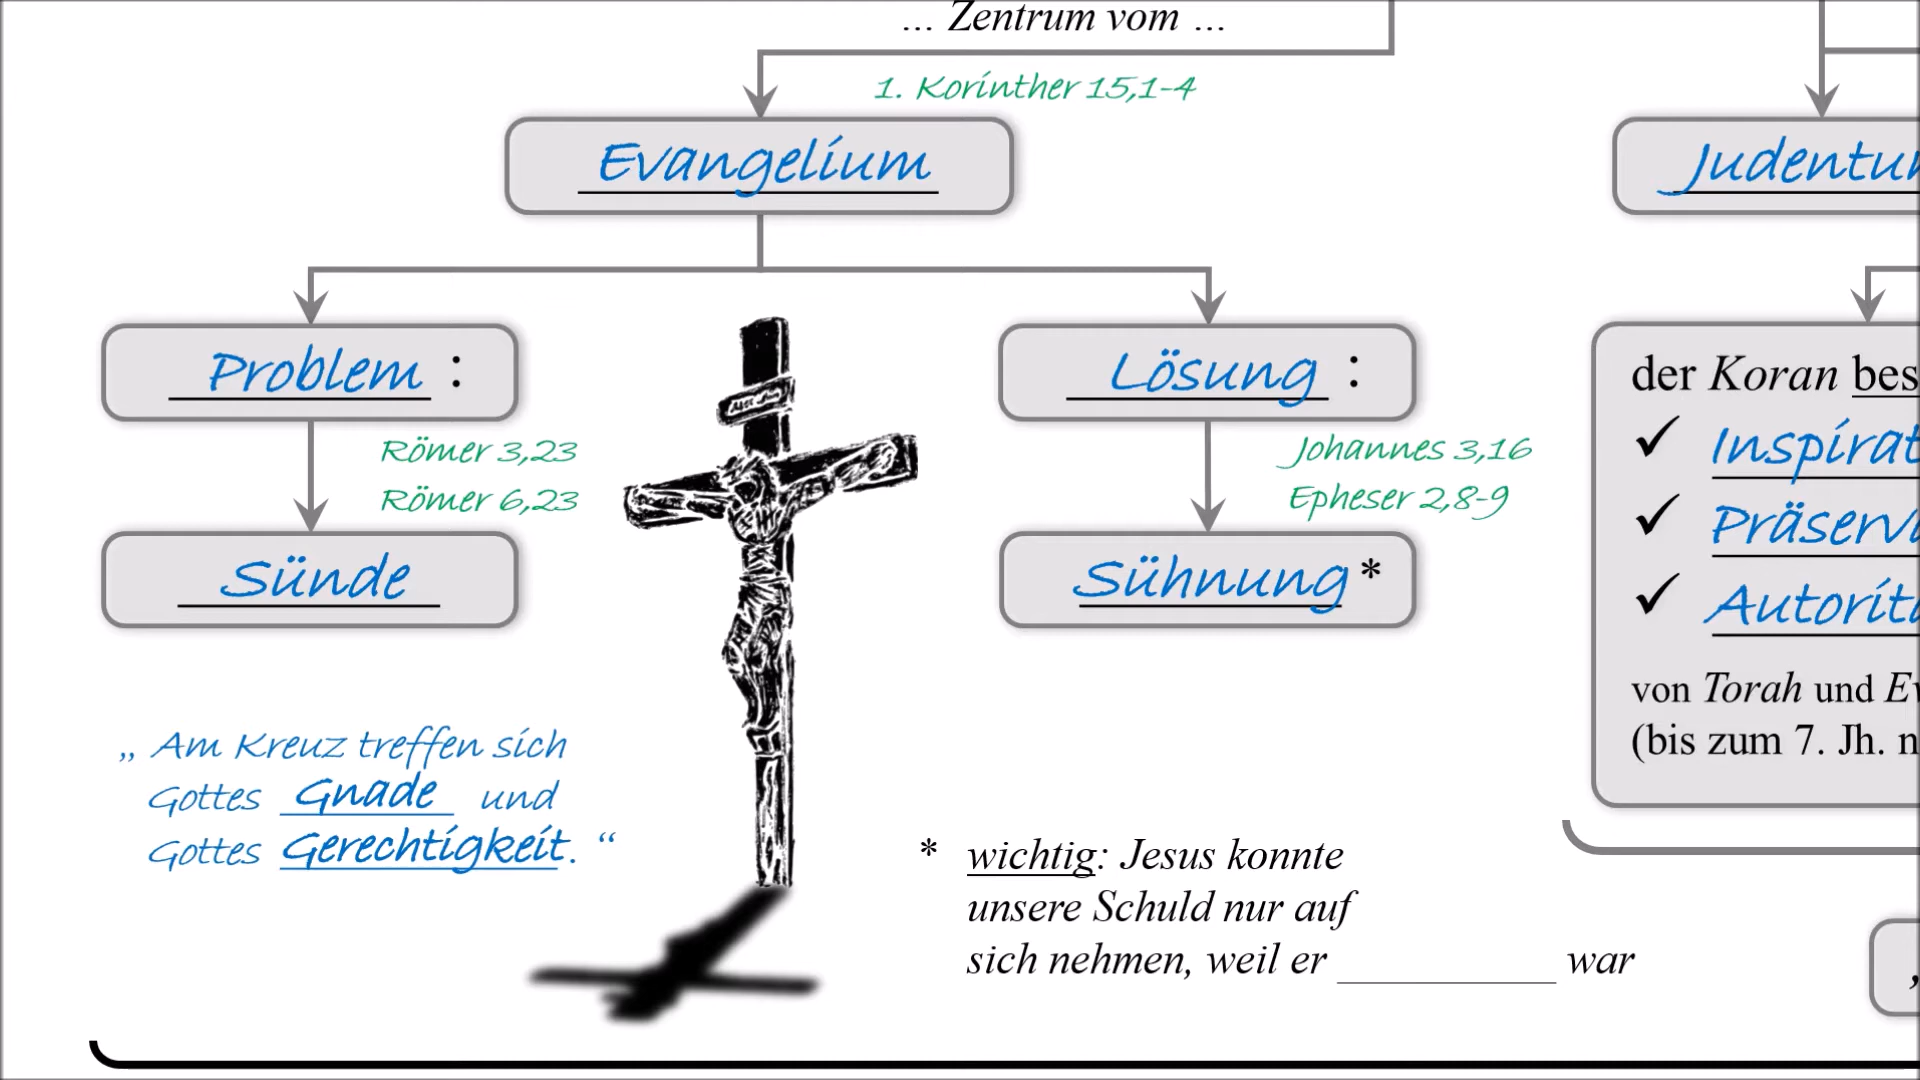 ... Zentrum vom ...
1. Korinther 15,1-4
Evangelium
Problem :
Römer 3,23
Römer 6,23
Sünde
Lösung :
Johannes 3,16
Epheser 2,8-9
Sühnung *
„ Am Kreuz treffen sich
Gottes Gnade und
Gottes Gerechtigkeit. “
* wichtig: Jesus konnte
unsere Schuld nur auf
sich nehmen, weil er __________ war
Judentu
der Koran bes
✓ Inspirat
✓ Präserv
✓ Autorit
von Torah und E
(bis zum 7. Jh. n